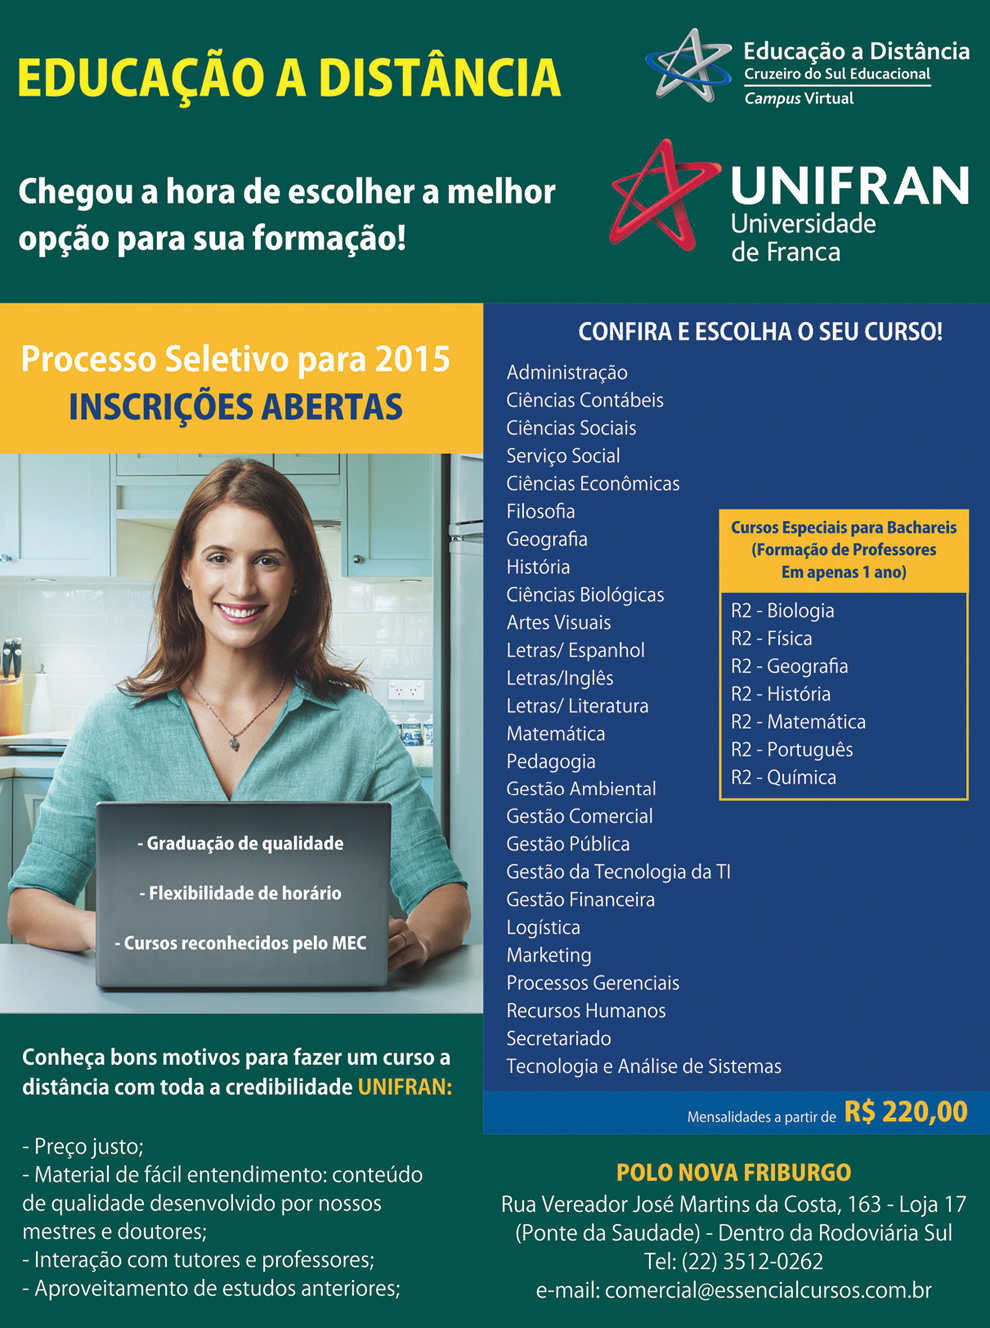 EDUCAÇÃO A DISTÂNCIA
Educação a Distância
Cruzeiro do Sul Educacional
Campus Virtual
Chegou a hora de escolher a melhor
opção para sua formação!
UNIFRAN
Universidade
de Franca
Processo Seletivo para 2015
INSCRIÇÕES ABERTAS
- Graduação de qualidade
- Flexibilidade de horário
- Cursos reconhecidos pelo MEC
Conheça bons motivos para fazer um curso a
distância com toda a credibilidade UNIFRAN:
- Preço justo;
- Material de fácil entendimento: conteúdo
de qualidade desenvolvido por nossos
mestres e doutores;
- Interação com tutores e professores;
- Aproveitamento de estudos anteriores;
CONFIRA E ESCOLHA O SEU CURSO!
Administração
Ciências Contábeis
Ciências Sociais
Serviço Social
Ciências Econômicas
Filosofia
Geografia
História
Ciências Biológicas
Artes Visuais
Letras/ Espanhol
Letras/Inglês
Letras/ Literatura
Matemática
Pedagogia
Gestão Ambiental
Gestão Comercial
Gestão Pública
Gestão da Tecnologia da TI
Gestão Financeira
Logística
Marketing
Processos Gerenciais
Recursos Humanos
Secretariado
Tecnologia e Análise de Sistemas
Cursos Especiais para Bachareis
(Formação de Professores
Em apenas 1 ano)
R2 - Biologia
R2 - Física
R2 - Geografia
R2 - História
R2 - Matemática
R2 - Português
R2 - Química
Mensalidades a partir de R$ 220,00
POLO NOVA FRIBURGO
Rua Vereador José Martins da Costa, 163 - Loja 17
(Ponte da Saudade) - Dentro da Rodoviária Sul
Tel: (22) 3512-0262
e-mail: comercial@essencialcursos.com.br